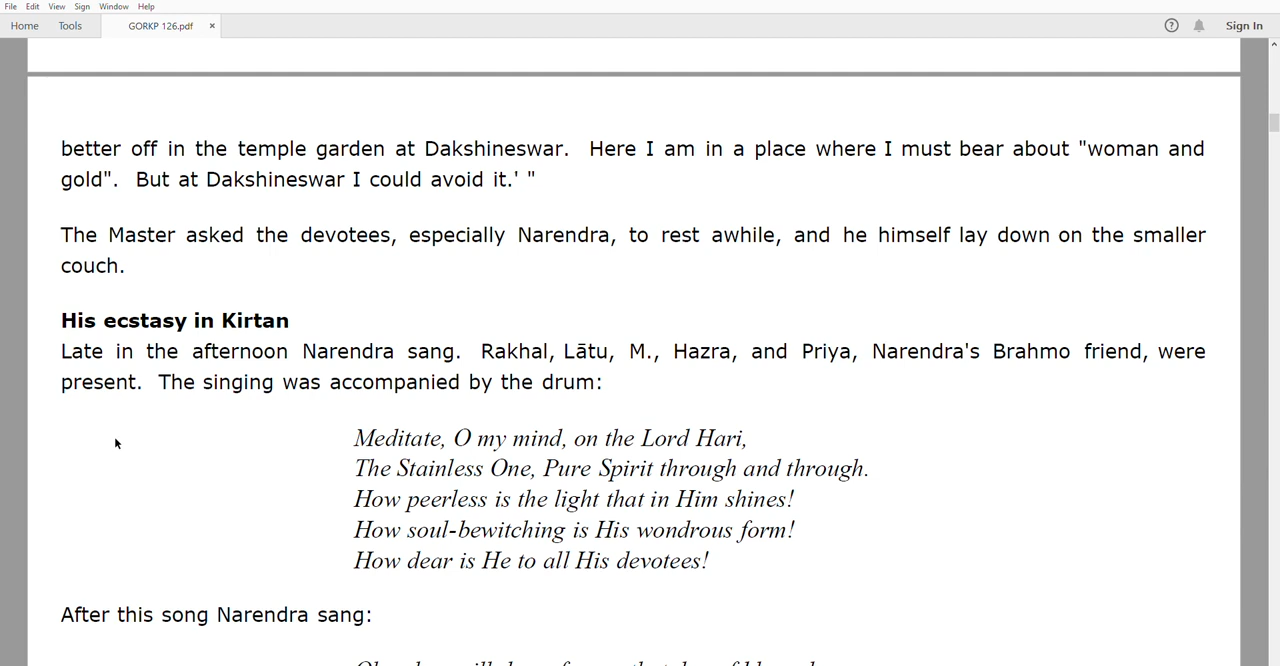 File Edit View Sign Window Help
Home Tools GORKP 126.pdf × ? Sign In
better off in the temple garden at Dakshineswar. Here I am in a place where I must bear about "woman and
gold". But at Dakshineswar I could avoid it.' "
The Master asked the devotees, especially Narendra, to rest awhile, and he himself lay down on the smaller
couch.
His ecstasy in Kirtan
Late in the afternoon Narendra sang. Rakhal, Lātu, M., Hazra, and Priya, Narendra's Brahmo friend, were
present. The singing was accompanied by the drum:
Meditate, O my mind, on the Lord Hari,
The Stainless One, Pure Spirit through and through.
How peerless is the light that in Him shines!
How soul-bewitching is His wondrous form!
How dear is He to all His devotees!
After this song Narendra sang: